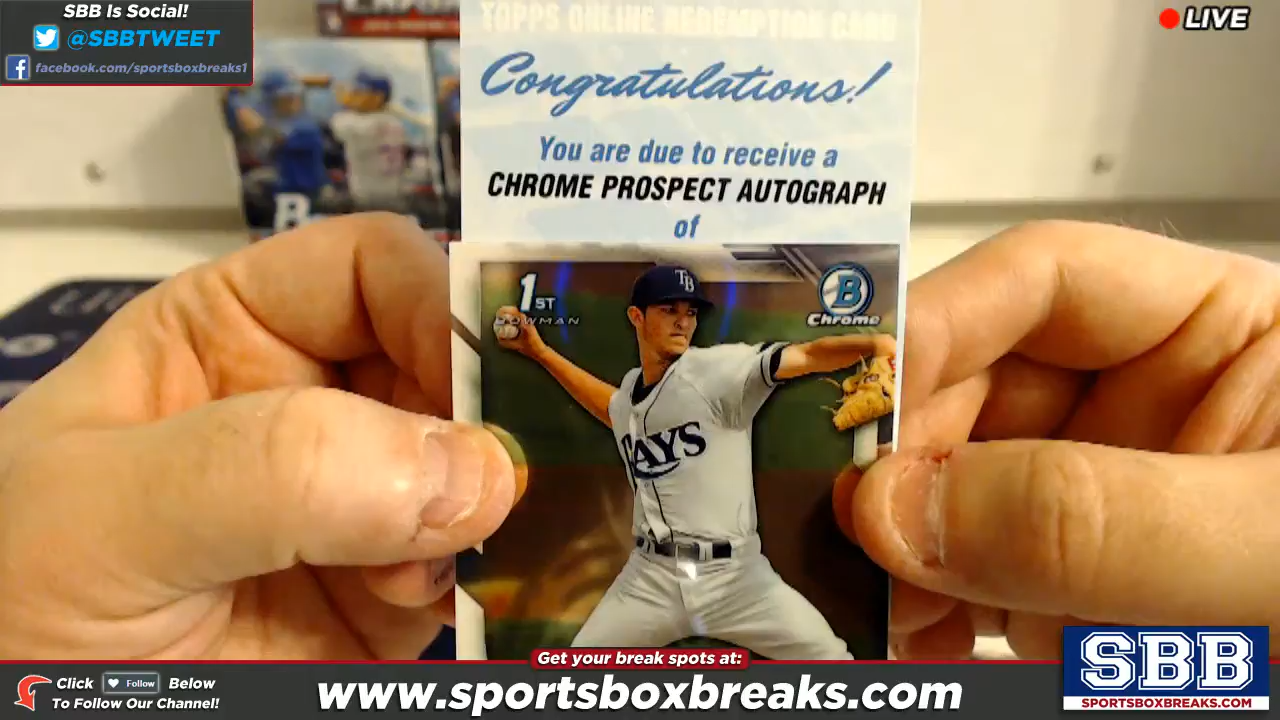 SBB Is Social!
@SBBTWEET
facebook.com/sportsboxbreaks1
LIVE
TOPPS ONLINE REDEMPTION CARD
Congratulations!
You are due to receive a
CHROME PROSPECT AUTOGRAPH
of
1ST
BOWMAN
TB
B
Chrome
RAYS
B
Get your break spots at:
Click Follow Below
To Follow Our Channel!
www.sportsboxbreaks.com
SBB
SPORTSBOXBREAKS.COM